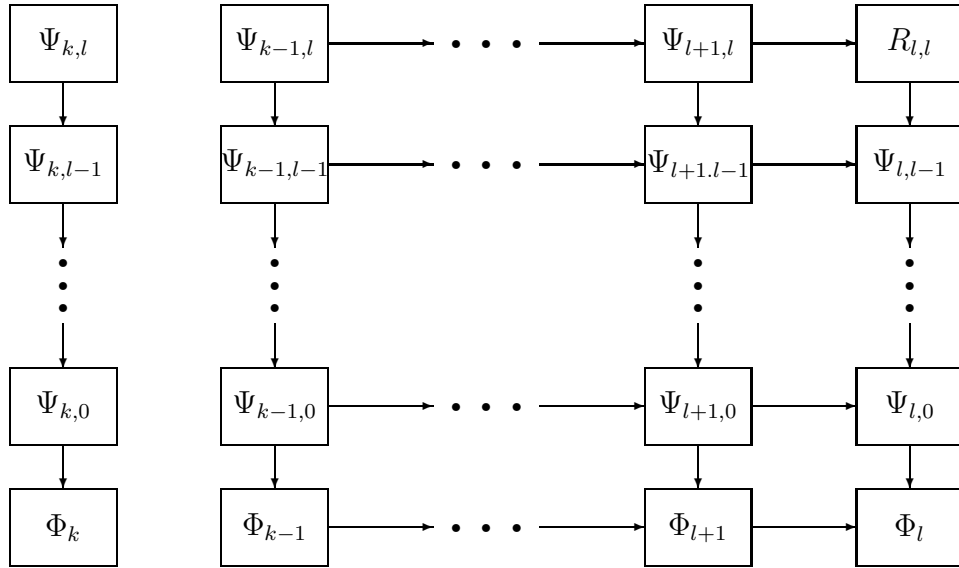 Ψ_{k,l} Ψ_{k−1,l} • • • Ψ_{l+1,l} R_{l,l}
Ψ_{k,l−1} Ψ_{k−1,l−1} • • • Ψ_{l+1.l−1} Ψ_{l,l−1}
Ψ_{k,0} Ψ_{k−1,0} • • • Ψ_{l+1,0} Ψ_{l,0}
Φ_k Φ_{k−1} • • • Φ_{l+1} Φ_l